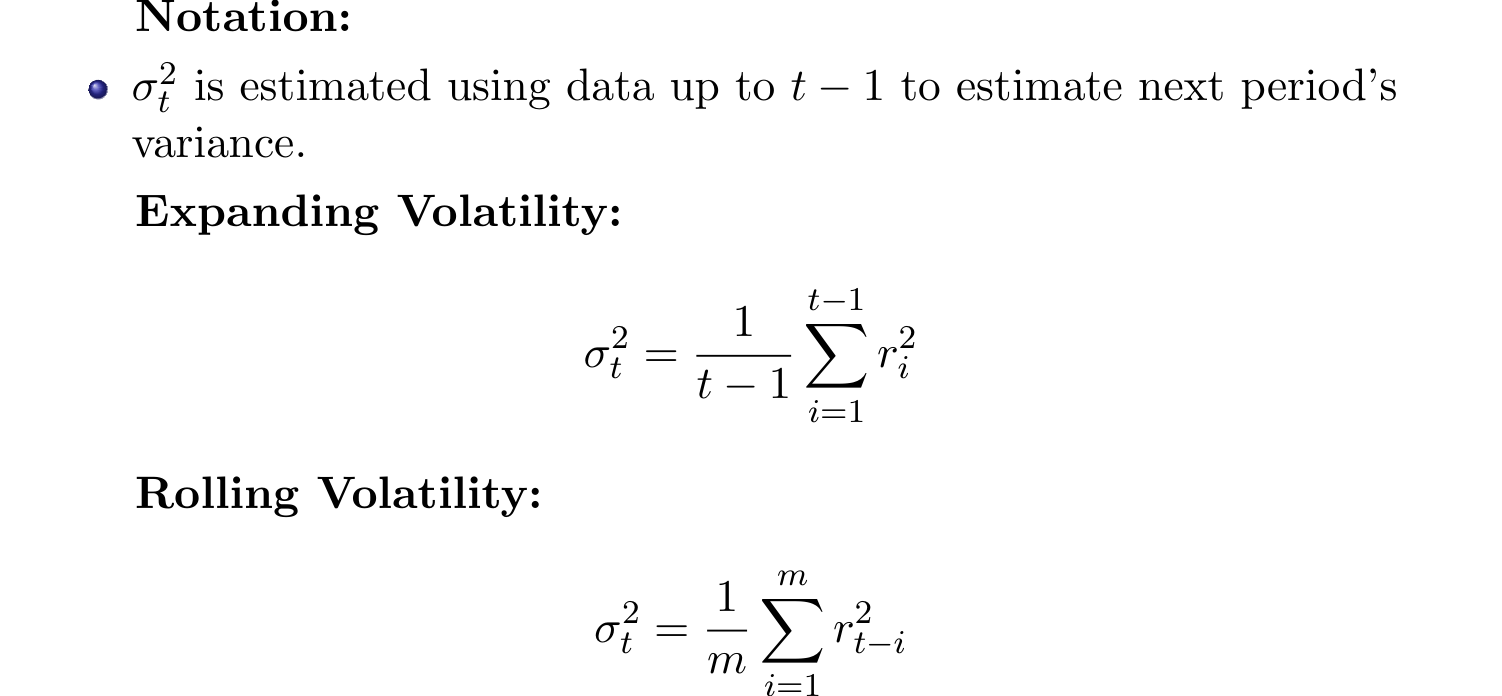 Notation:
σ_t^2 is estimated using data up to t − 1 to estimate next period's
variance.
Expanding Volatility:
σ_t^2 = \frac{1}{t − 1} \sum_{i=1}^{t−1} r_i^2
Rolling Volatility:
σ_t^2 = \frac{1}{m} \sum_{i=1}^{m} r_{t−i}^2